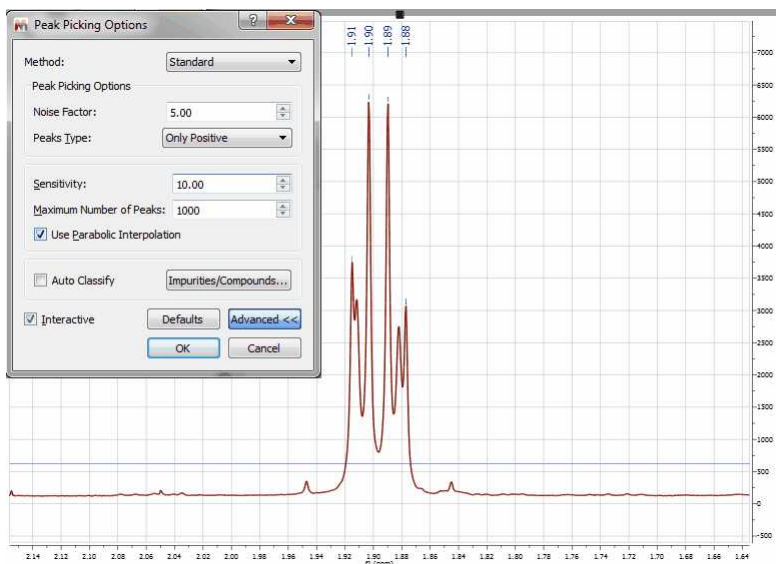 Peak Picking Options
?
X
Method:
Standard
Peak Picking Options
Noise Factor:
5.00
Peaks Type:
Only Positive
Sensitivity:
10.00
Maximum Number of Peaks:
1000
Use Parabolic Interpolation
Auto Classify
Impurities/Compounds...
Interactive
Defaults
Advanced <<
OK
Cancel
1.91
1.90
1.89
1.88
7000
6500
6000
5500
5000
4500
4000
3500
3000
2500
2000
1500
1000
500
0
-500
2.14 2.12 2.10 2.08 2.06 2.04 2.02 2.00 1.98 1.96 1.94 1.92 1.90 1.88 1.86 1.84 1.82 1.80 1.78 1.76 1.74 1.72 1.70 1.68 1.66 1.64